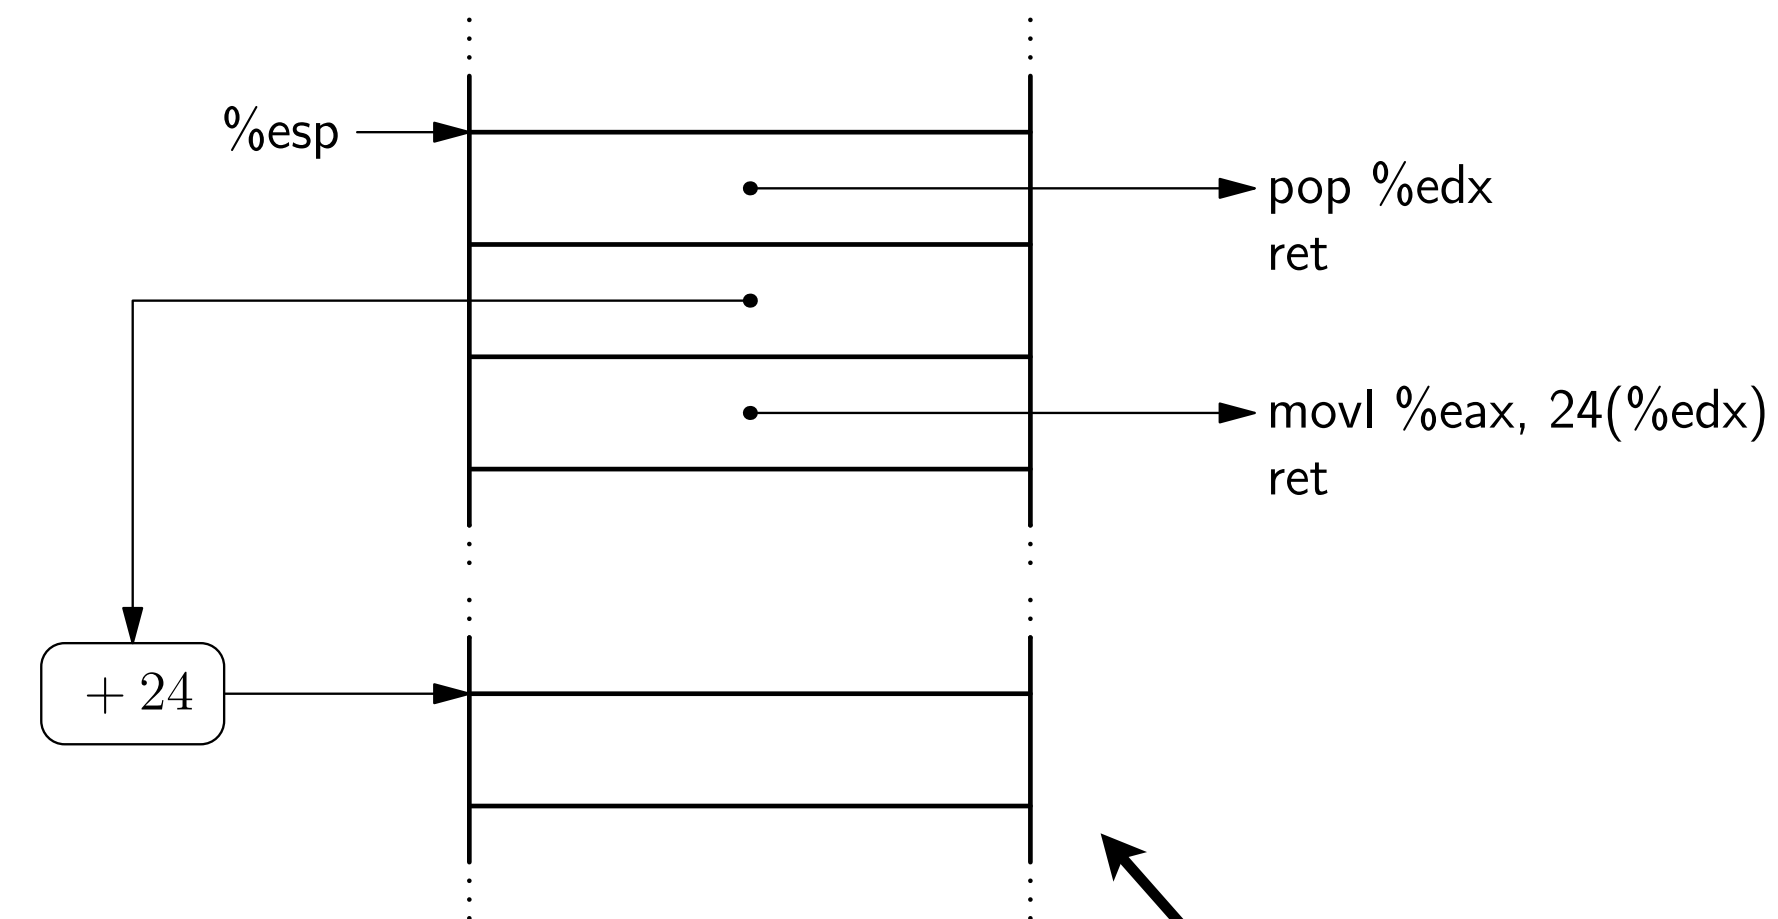 %esp
pop %edx
ret
movl %eax, 24(%edx)
ret
+ 24